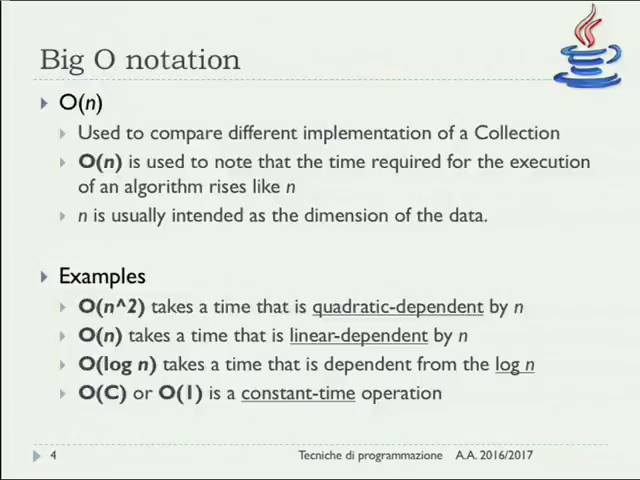 Big O notation
O(n)
Used to compare different implementation of a Collection
O(n) is used to note that the time required for the execution
of an algorithm rises like n
n is usually intended as the dimension of the data.
Examples
O(n^2) takes a time that is quadratic-dependent by n
O(n) takes a time that is linear-dependent by n
O(log n) takes a time that is dependent from the log n
O(C) or O(1) is a constant-time operation
4 Tecniche di programmazione A.A. 2016/2017